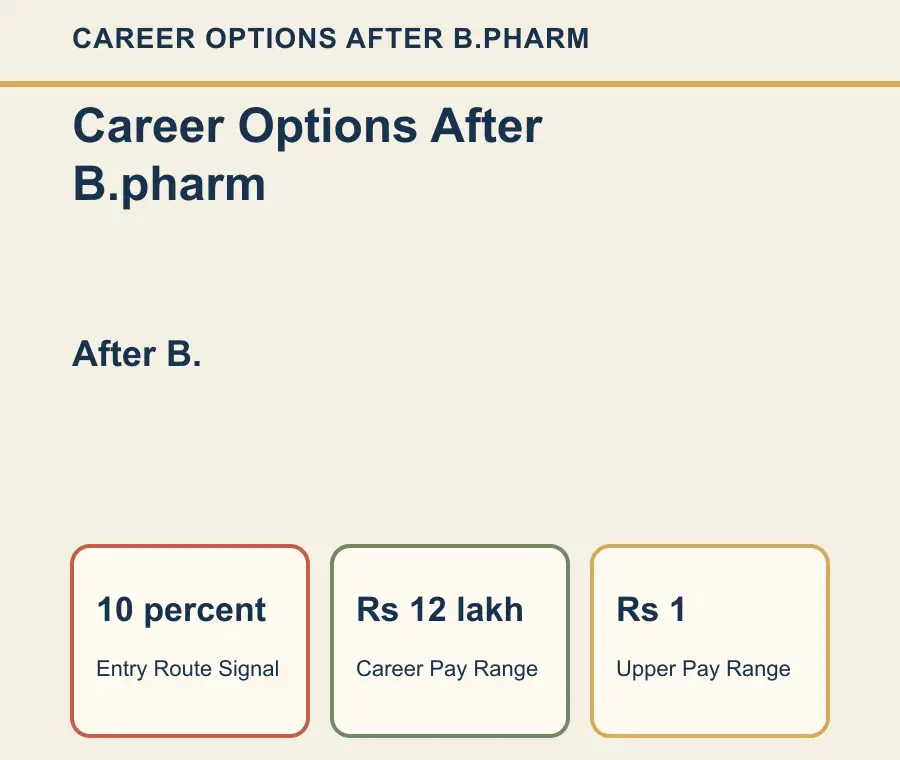 CAREER OPTIONS AFTER B.PHARM
Career Options After
B.pharm
After B.
10 percent
Entry Route Signal
Rs 12 lakh
Career Pay Range
Rs 1
Upper Pay Range